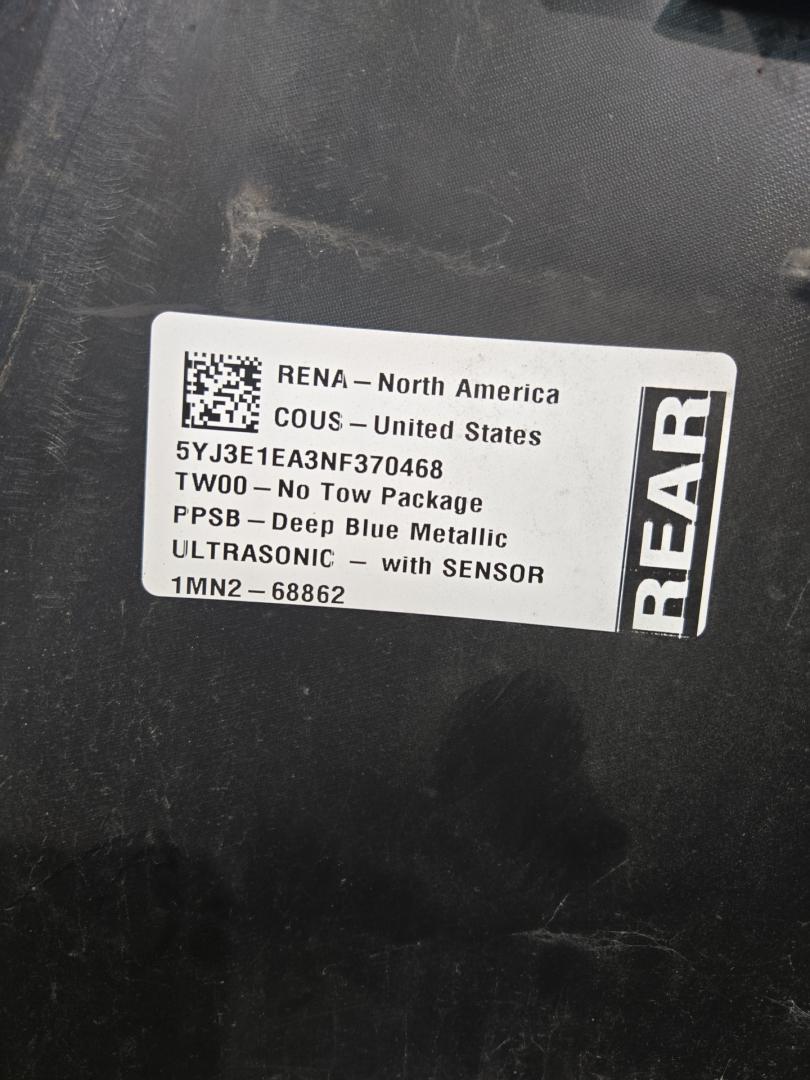 RENA – North America
COUS – United States
5YJ3E1EA3NF370468
TW00 – No Tow Package
PPSB – Deep Blue Metallic
ULTRASONIC – with SENSOR
1MN2 – 68862
REAR